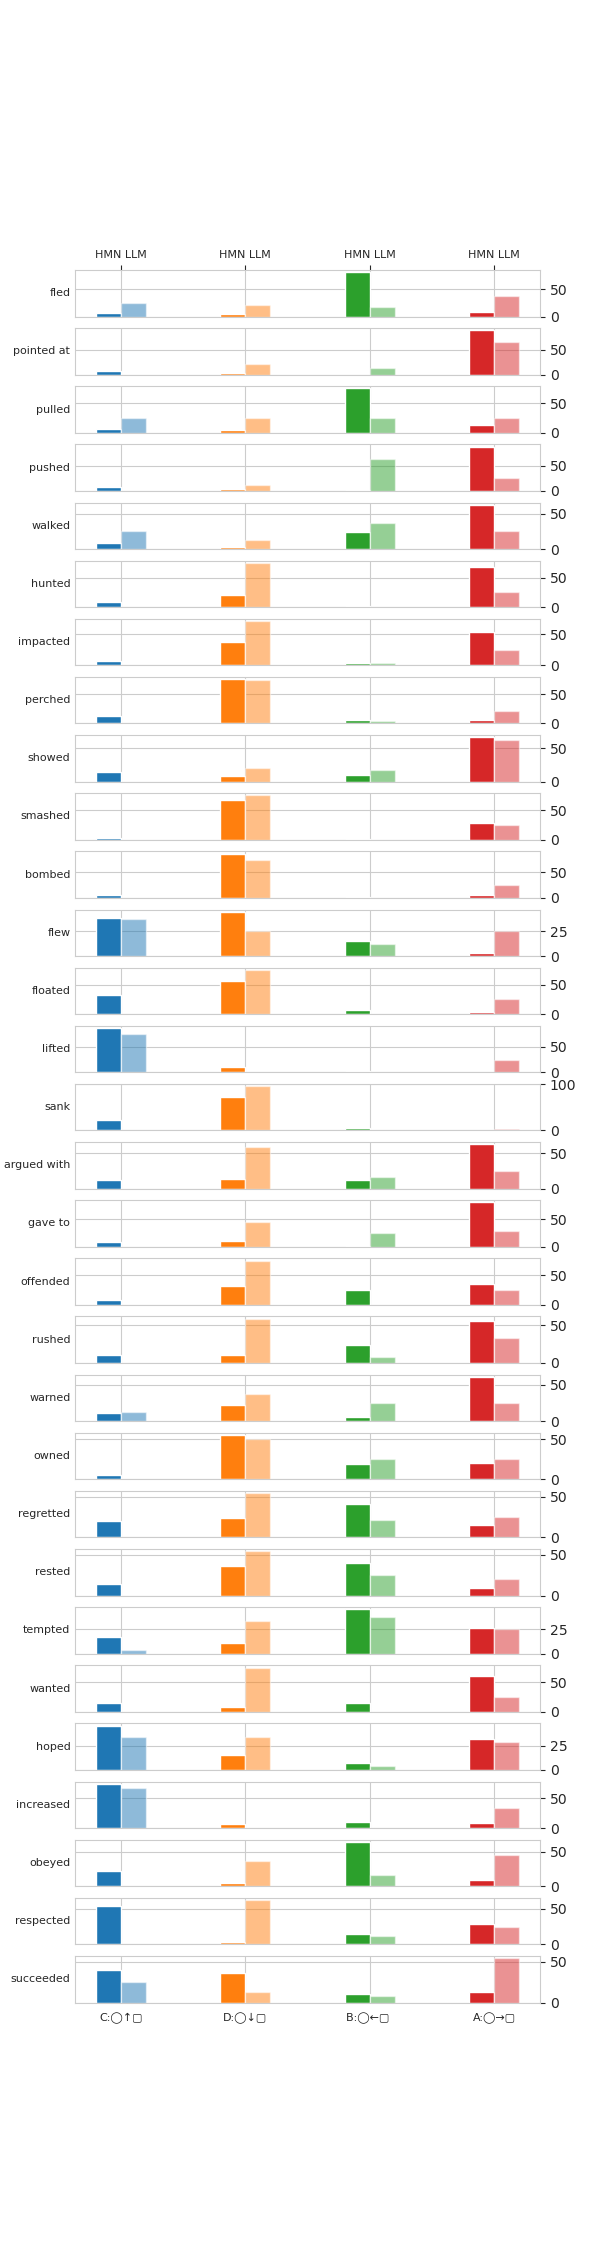 HMN LLM HMN LLM HMN LLM HMN LLM
fled 50 0
pointed at 50 0
pulled 50 0
pushed 50 0
walked 50 0
hunted 50 0
impacted 50 0
perched 50 0
showed 50 0
smashed 50 0
bombed 50 0
flew 25 0
floated 50 0
lifted 50 0
sank 100 0
argued with 50 0
gave to 50 0
offended 50 0
rushed 50 0
warned 50 0
owned 50 0
regretted 50 0
rested 50 0
tempted 25 0
wanted 50 0
hoped 25 0
increased 50 0
obeyed 50 0
respected 50 0
succeeded 50 0
C:◯↑▢ D:◯↓▢ B:◯←▢ A:◯→▢